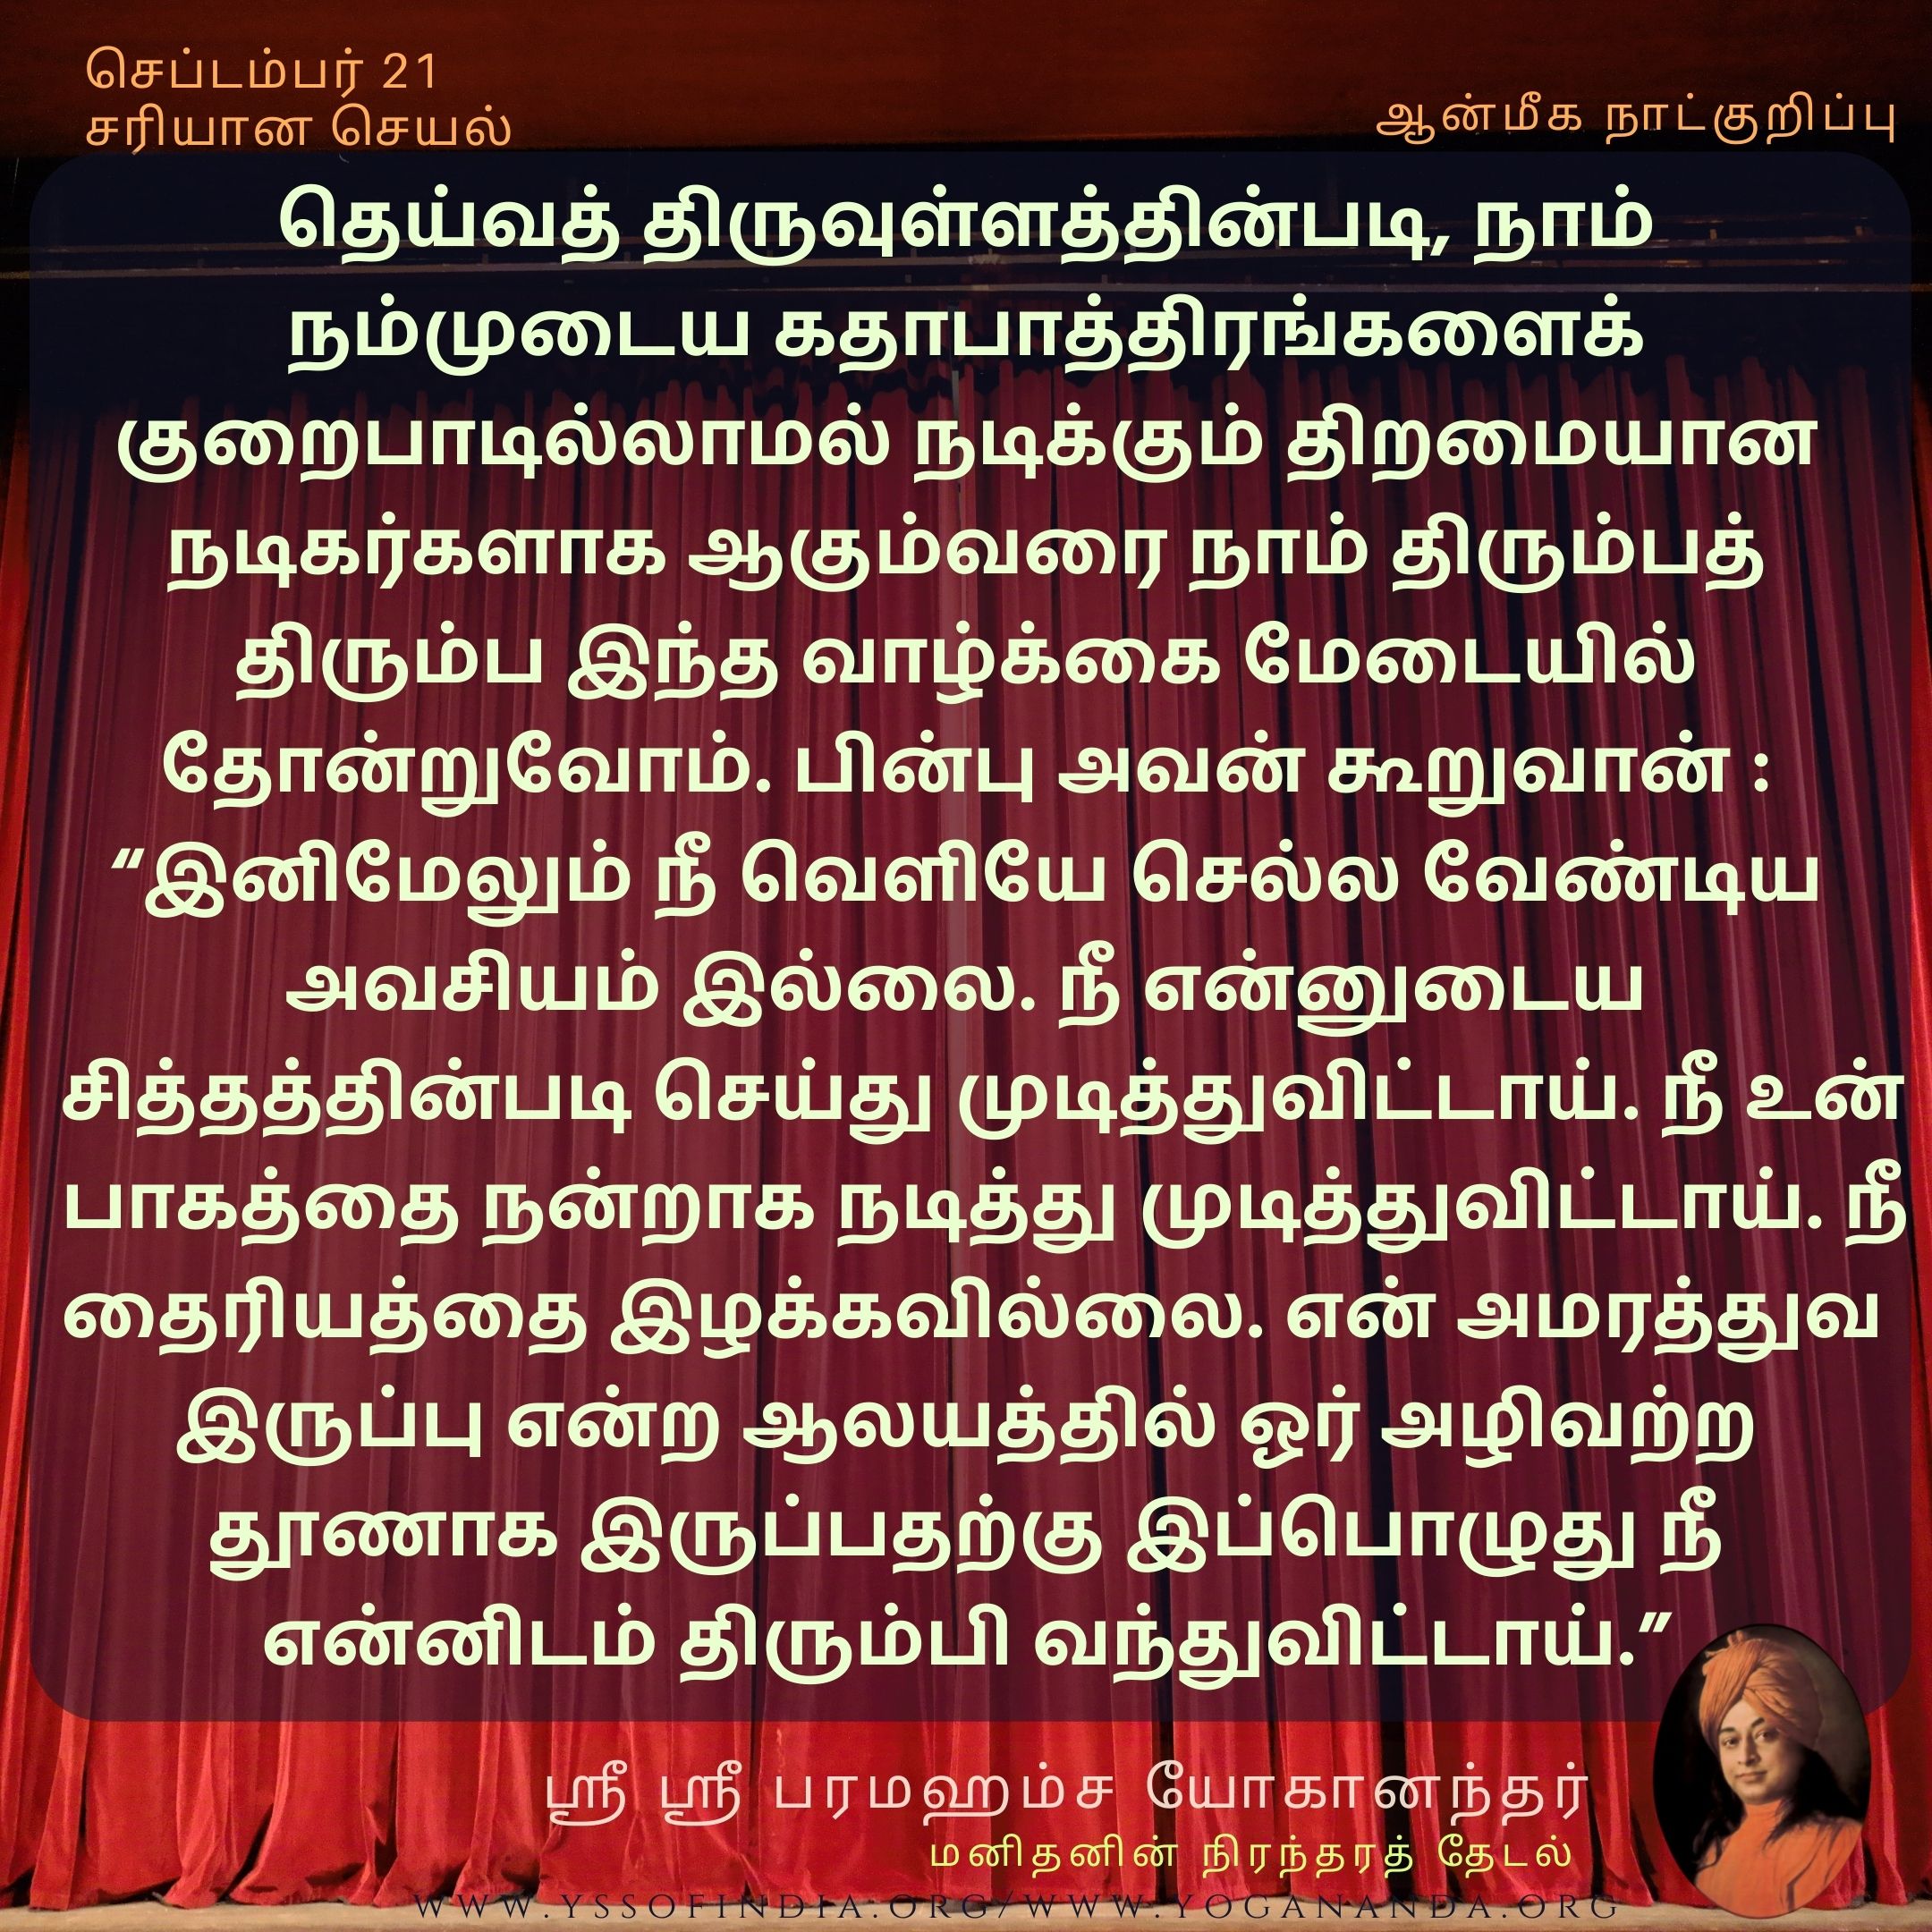 செப்டம்பர் 21
சரியான செயல்
ஆன்மீக நாட்குறிப்பு
தெய்வத் திருவுள்ளத்தின்படி, நாம்
நம்முடைய கதாபாத்திரங்களைக்
குறைபாடில்லாமல் நடிக்கும் திறமையான
நடிகர்களாக ஆகும்வரை நாம் திரும்பத்
திரும்ப இந்த வாழ்க்கை மேடையில்
தோன்றுவோம். பின்பு அவன் கூறுவான் :
“இனிமேலும் நீ வெளியே செல்ல வேண்டிய
அவசியம் இல்லை. நீ என்னுடைய
சித்தத்தின்படி செய்து முடித்துவிட்டாய். நீ உன்
பாகத்தை நன்றாக நடித்து முடித்துவிட்டாய். நீ
தைரியத்தை இழக்கவில்லை. என் அமரத்துவ
இருப்பு என்ற ஆலயத்தில் ஓர் அழிவற்ற
தூணாக இருப்பதற்கு இப்பொழுது நீ
என்னிடம் திரும்பி வந்துவிட்டாய்.”
ஸ்ரீ ஸ்ரீ பரமஹம்ச யோகானந்தர்
மனிதனின் நிரந்தரத் தேடல்
WWW.YSSOFINDIA.ORG/WWW.YOGANANDA.ORG